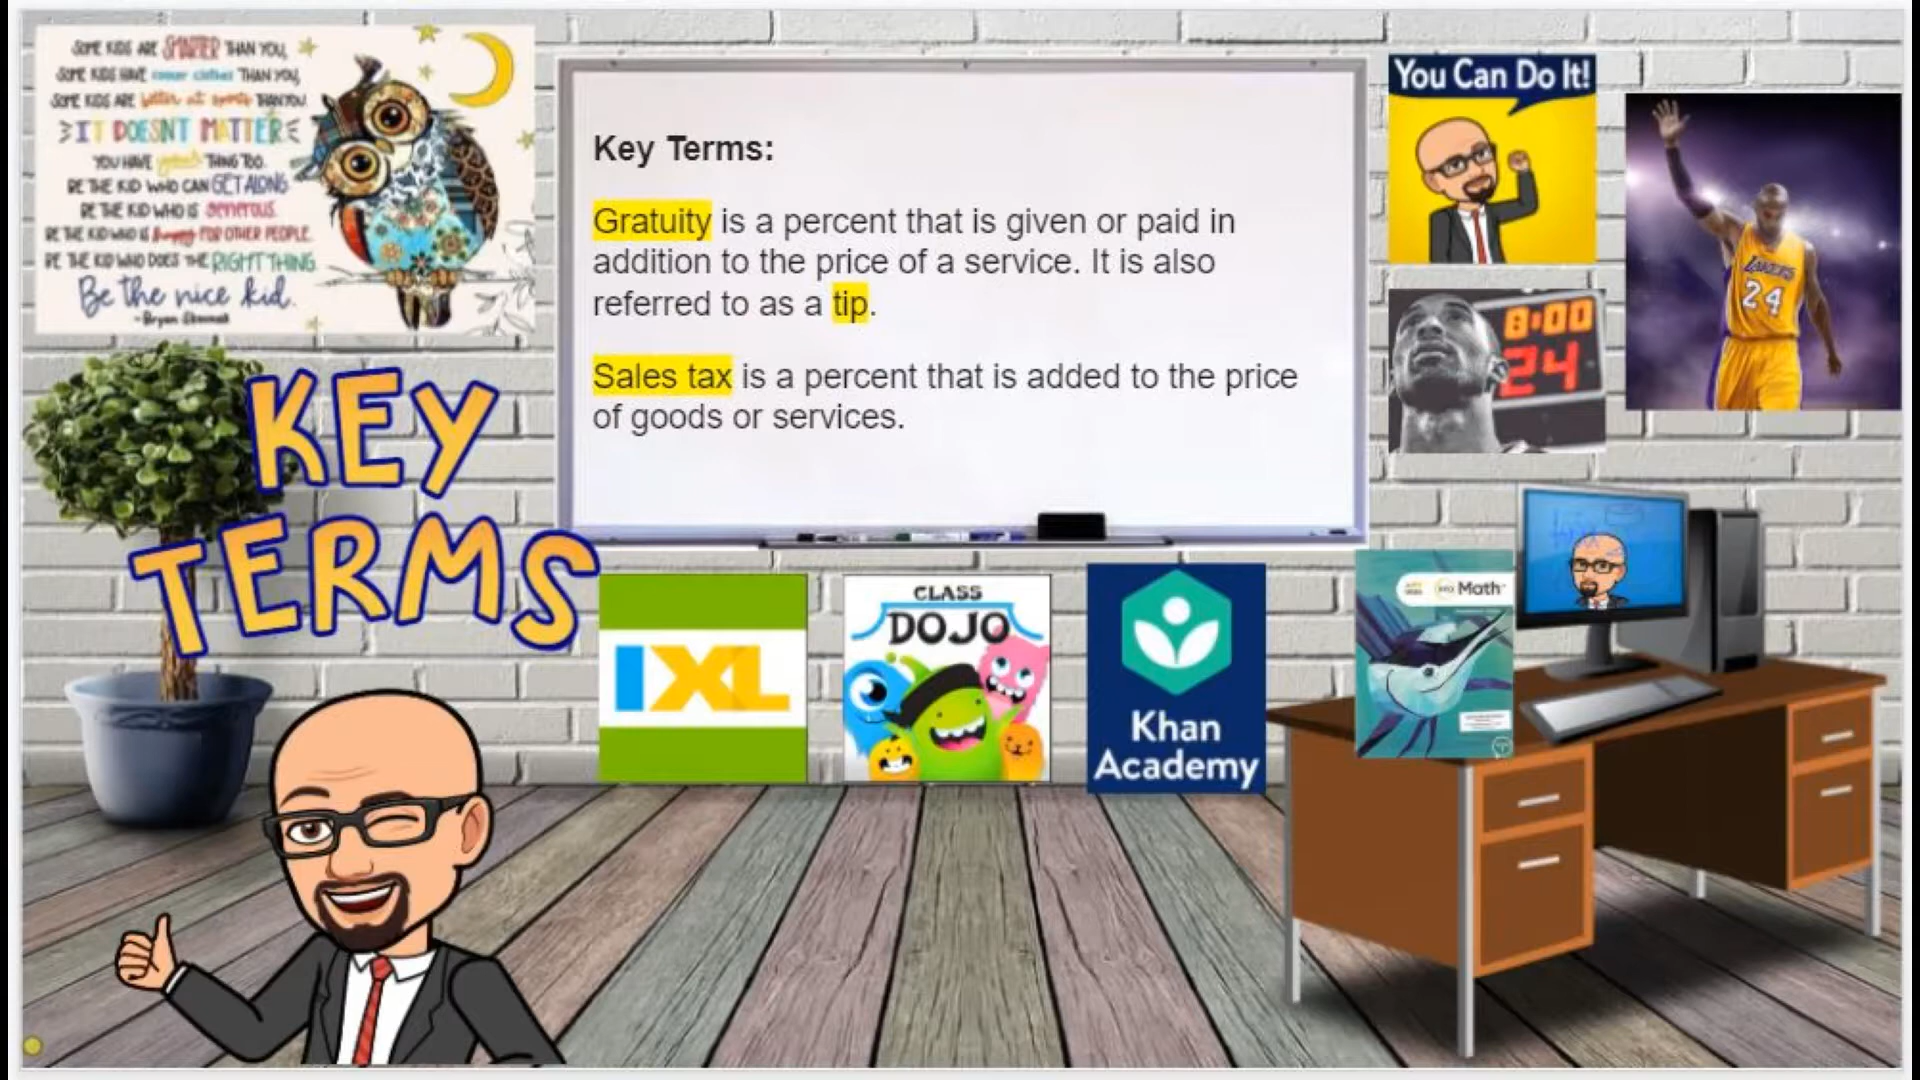 SOME KIDS ARE SMARTER THAN YOU,
SOME KIDS HAVE cooler clothes THAN YOU,
SOME KIDS ARE better at sports THAN YOU.
IT DOESNT MATTER
YOU HAVE THING TOO.
BE THE KID WHO CAN GET ALONG
BE THE KID WHO IS generous.
BE THE KID WHO IS FOR OTHER PEOPLE.
BE THE KID WHO DOES THE RIGHT THING
Be the nice kid.
KEY
TERMS
Key Terms:
Gratuity is a percent that is given or paid in
addition to the price of a service. It is also
referred to as a tip.
Sales tax is a percent that is added to the price
of goods or services.
You Can Do It!
8:00
24
LAKERS
24
IXL
CLASS
DOJO
Khan
Academy
Math